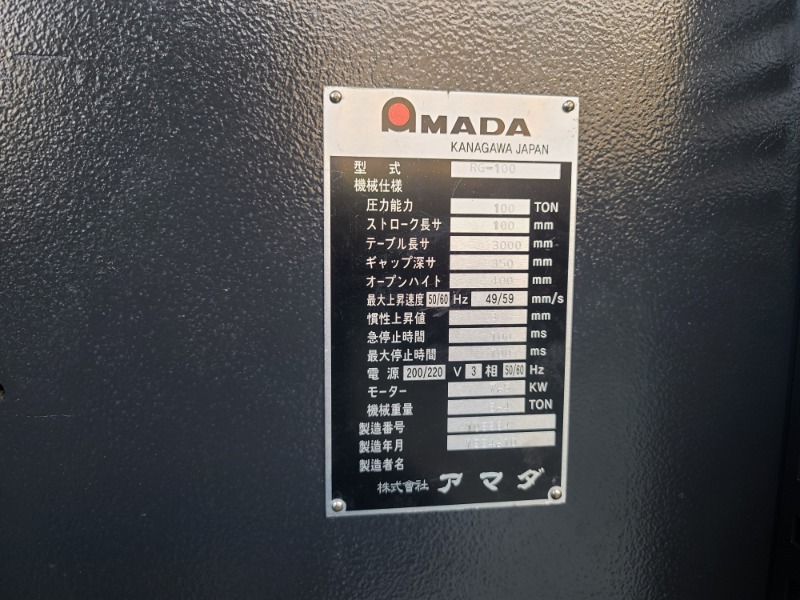 AMADA
KANAGAWA JAPAN
型式 RG-100
機械仕様
圧力能力 100 TON
ストローク長サ 100 mm
テーブル長サ 3000 mm
ギャップ深サ mm
オープンハイト 400 mm
最大上昇速度 50/60 Hz 49/59 mm/s
慣性上昇値 mm
急停止時間 ms
最大停止時間 ms
電源 200/220 V 3 相 50/60 Hz
モーター KW
機械重量 TON
製造番号
製造年月
製造者名
株式會社 アマダ